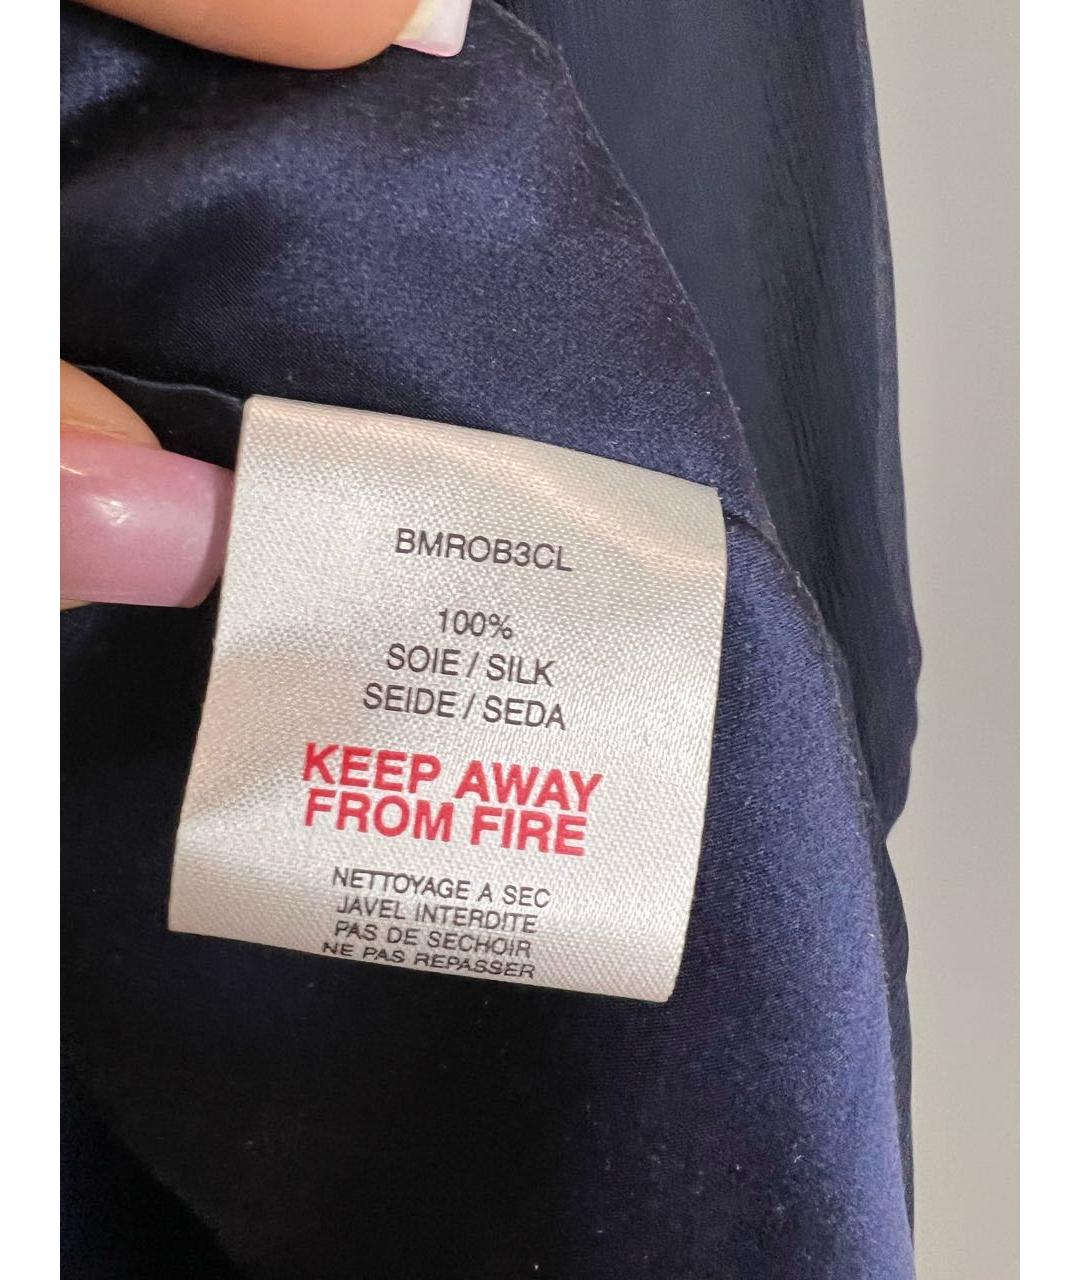 BMROB3CL
100%
SOIE / SILK
SEIDE / SEDA
KEEP AWAY
FROM FIRE
NETTOYAGE A SEC
JAVEL INTERDITE
PAS DE SECHOIR
NE PAS REPASSER